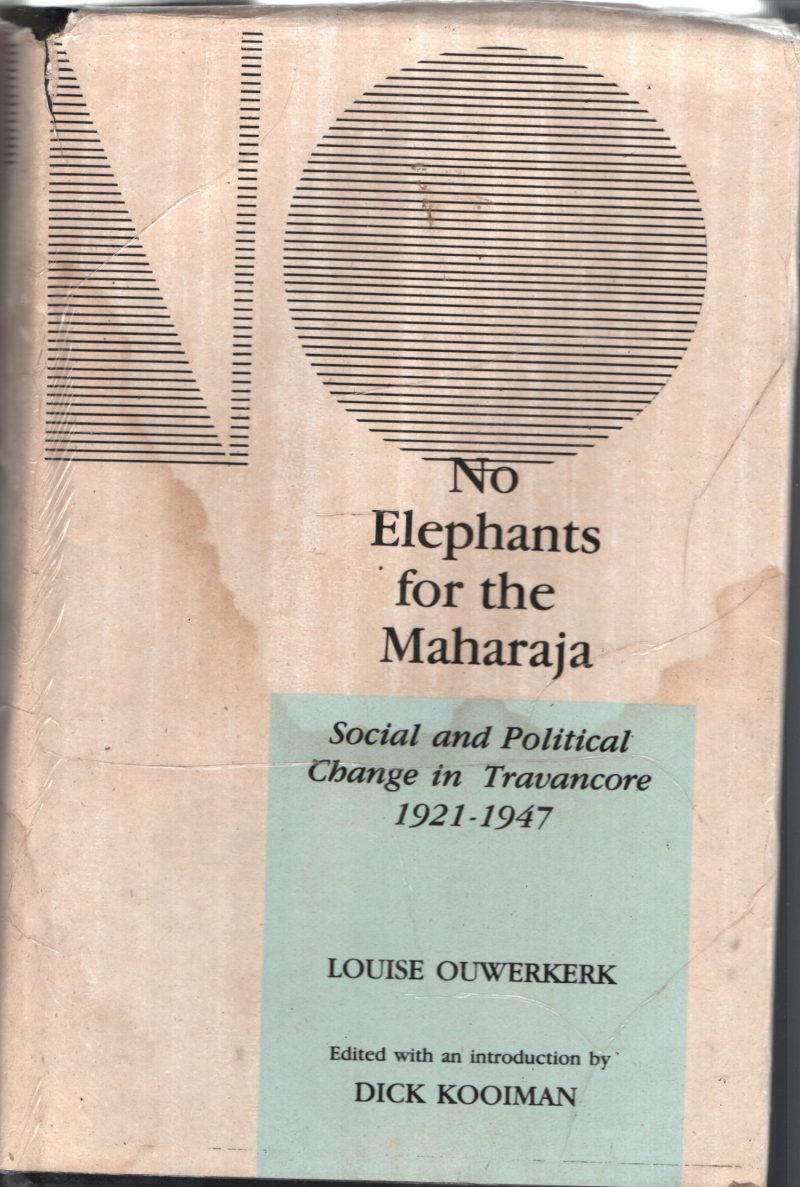 NO
No
Elephants
for the
Maharaja
Social and Political
Change in Travancore
1921-1947
LOUISE OUWERKERK
Edited with an introduction by
DICK KOOIMAN